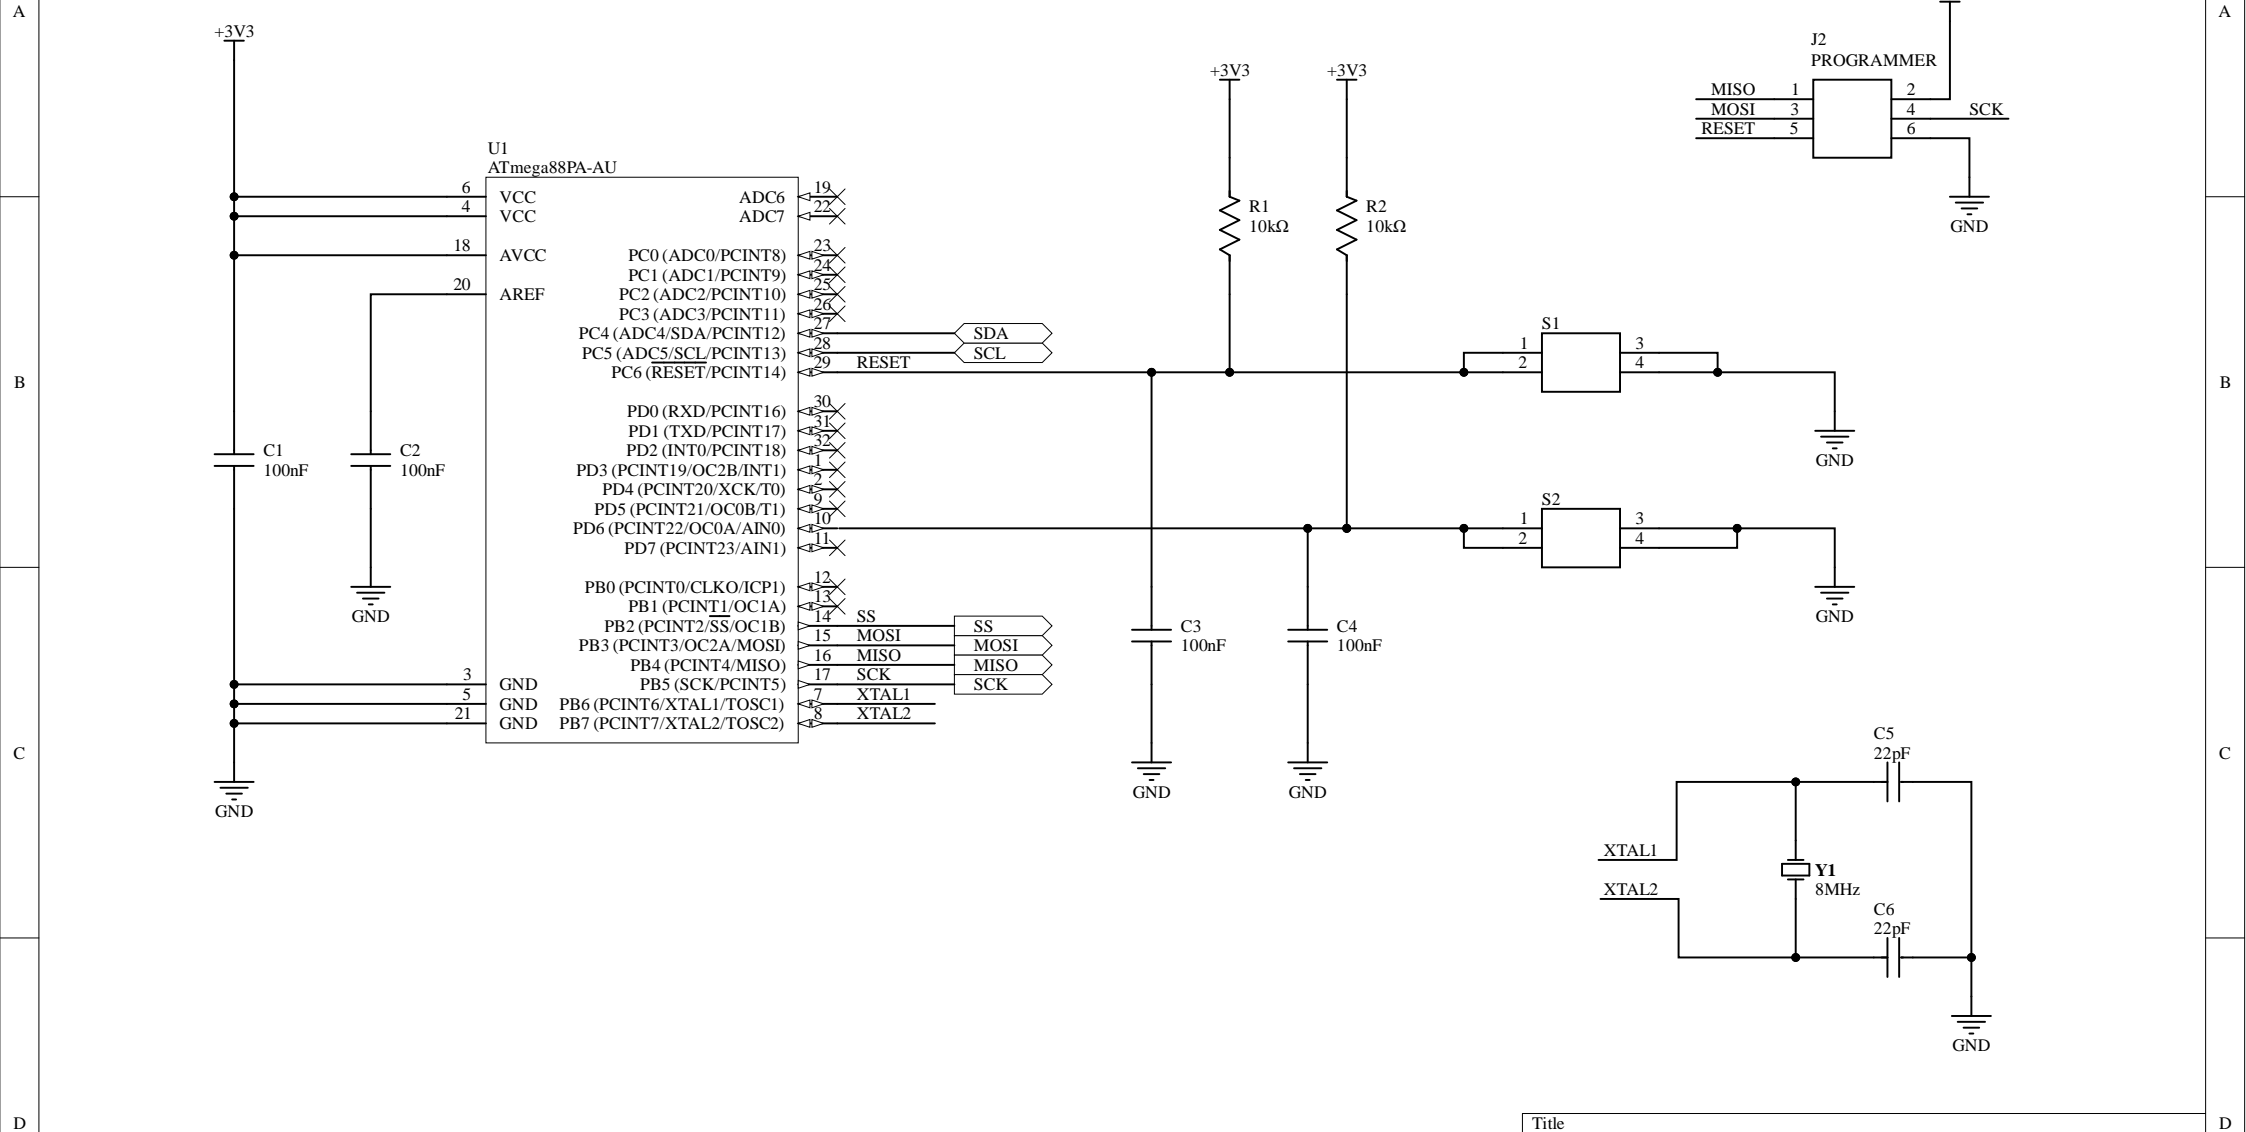 A
A
+3V3
J2
PROGRAMMER
+3V3
+3V3
MISO 1 2
MOSI 3 4 SCK
RESET 5 6
GND
U1
ATmega88PA-AU
6 VCC
4 VCC
18 AVCC
20 AREF
3 GND
5 GND
21 GND
ADC6 19
ADC7 22
PC0 (ADC0/PCINT8) 23
PC1 (ADC1/PCINT9) 24
PC2 (ADC2/PCINT10) 25
PC3 (ADC3/PCINT11) 26
PC4 (ADC4/SDA/PCINT12) 27 SDA
PC5 (ADC5/SCL/PCINT13) 28 SCL
PC6 (RESET/PCINT14) 29 RESET
PD0 (RXD/PCINT16) 30
PD1 (TXD/PCINT17) 31
PD2 (INT0/PCINT18) 32
PD3 (PCINT19/OC2B/INT1) 1
PD4 (PCINT20/XCK/T0) 2
PD5 (PCINT21/OC0B/T1) 9
PD6 (PCINT22/OC0A/AIN0) 10
PD7 (PCINT23/AIN1) 11
PB0 (PCINT0/CLKO/ICP1) 12
PB1 (PCINT1/OC1A) 13
PB2 (PCINT2/SS/OC1B) 14 SS SS
PB3 (PCINT3/OC2A/MOSI) 15 MOSI MOSI
PB4 (PCINT4/MISO) 16 MISO MISO
PB5 (SCK/PCINT5) 17 SCK SCK
PB6 (PCINT6/XTAL1/TOSC1) 7 XTAL1
PB7 (PCINT7/XTAL2/TOSC2) 8 XTAL2
R1
10kΩ
R2
10kΩ
S1
1 3
2 4
GND
B
B
C1
100nF
C2
100nF
GND
GND
S2
1 3
2 4
GND
C3
100nF
C4
100nF
GND
GND
C
C
C5
22pF
XTAL1
XTAL2
Y1
8MHz
C6
22pF
GND
D
Title
D